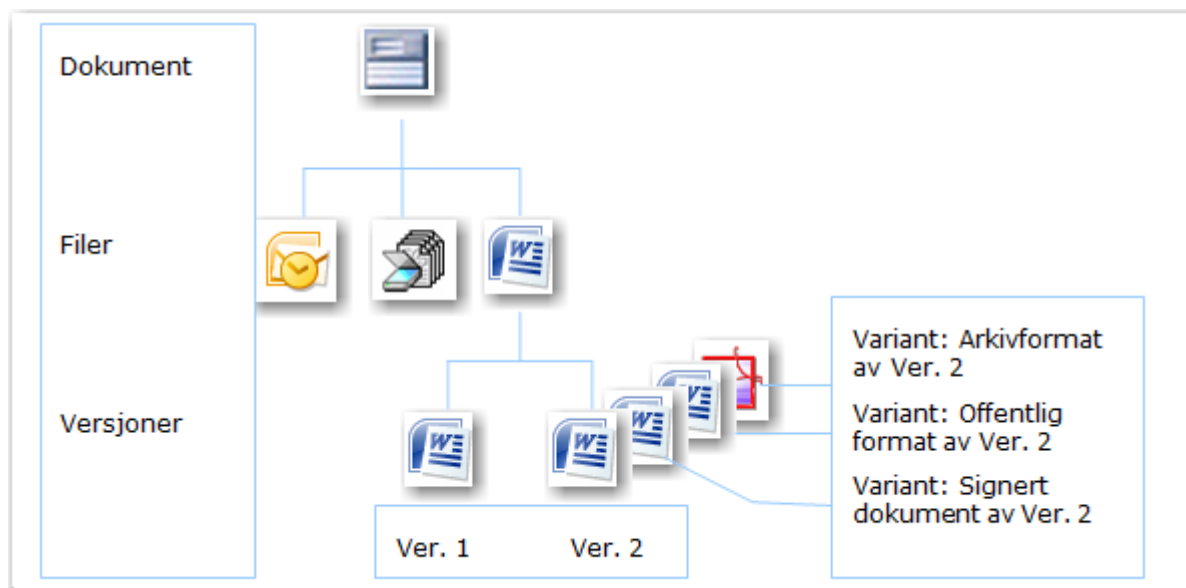 Dokument
Filer
Versjoner
Ver. 1
Ver. 2
Variant: Arkivformat
av Ver. 2
Variant: Offentlig
format av Ver. 2
Variant: Signert
dokument av Ver. 2